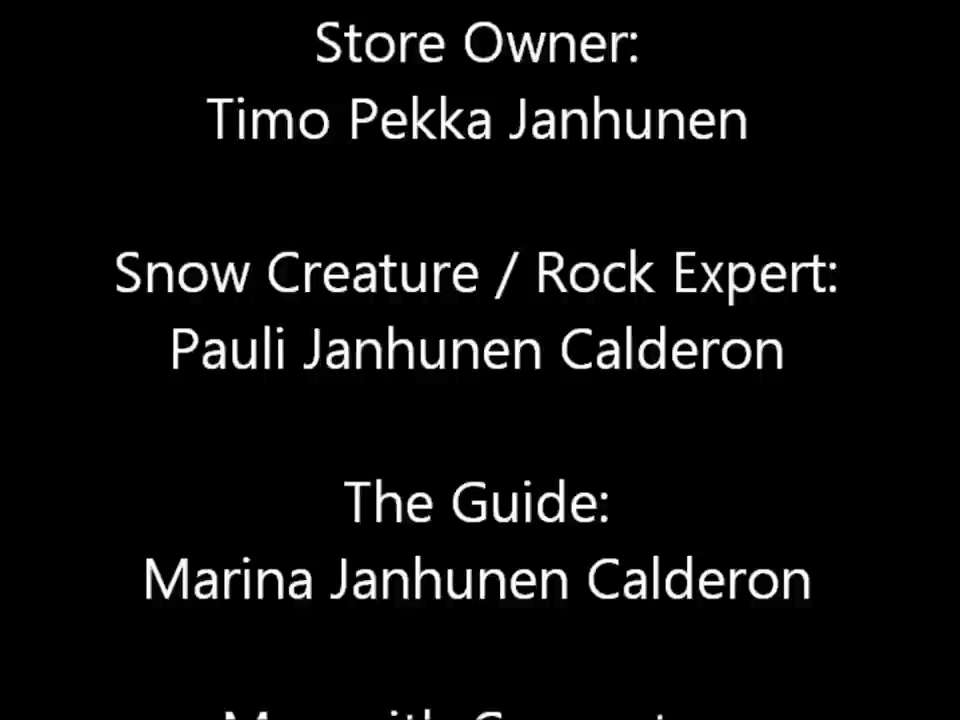 Store Owner:
Timo Pekka Janhunen
Snow Creature / Rock Expert:
Pauli Janhunen Calderon
The Guide:
Marina Janhunen Calderon